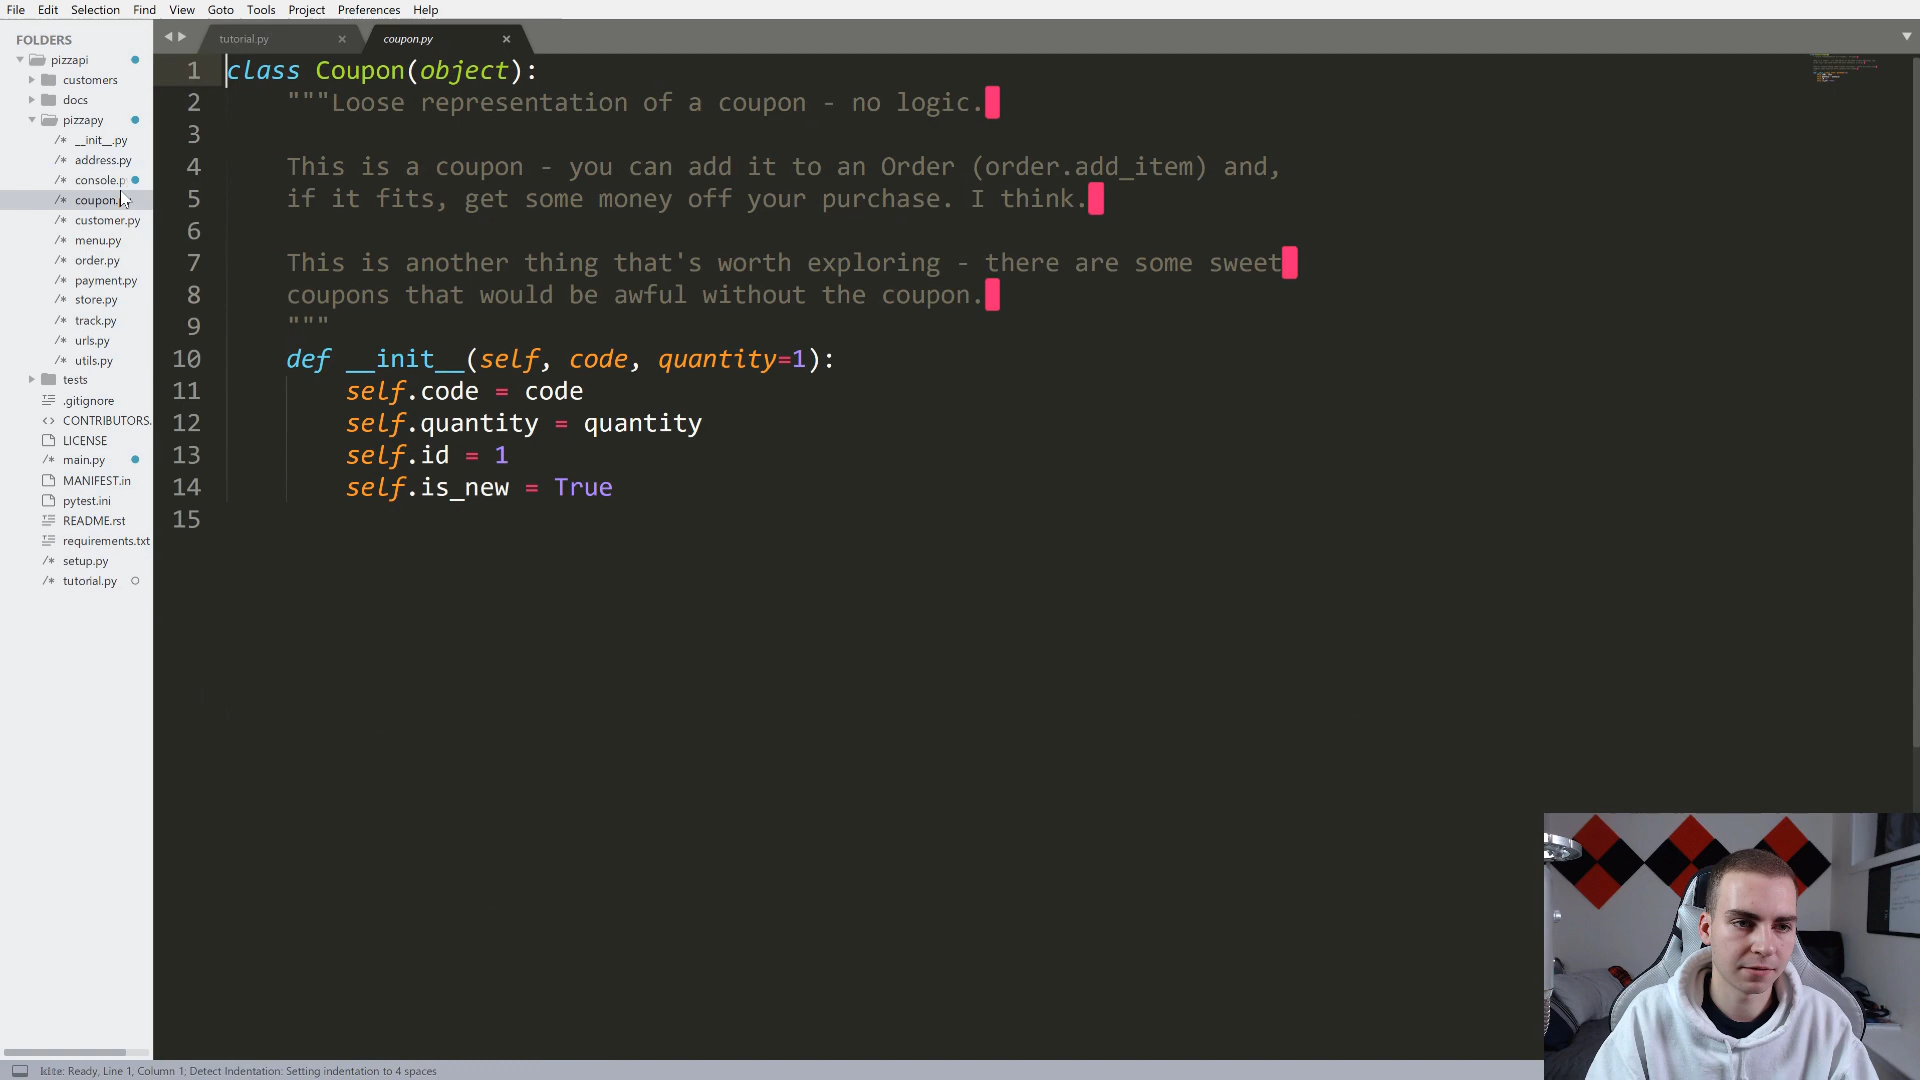 File Edit Selection Find View Goto Tools Project Preferences Help
FOLDERS
pizzapi
customers
docs
pizzapy
/* __init__.py
/* address.py
/* console.p
/* coupon.
/* customer.py
/* menu.py
/* order.py
/* payment.py
/* store.py
/* track.py
/* urls.py
/* utils.py
tests
.gitignore
<> CONTRIBUTORS.
LICENSE
/* main.py
MANIFEST.in
pytest.ini
README.rst
requirements.txt
/* setup.py
/* tutorial.py
tutorial.py × coupon.py ×
1 class Coupon(object):
2 """Loose representation of a coupon - no logic.
3
4 This is a coupon - you can add it to an Order (order.add_item) and,
5 if it fits, get some money off your purchase. I think.
6
7 This is another thing that's worth exploring - there are some sweet
8 coupons that would be awful without the coupon.
9 """
10 def __init__(self, code, quantity=1):
11 self.code = code
12 self.quantity = quantity
13 self.id = 1
14 self.is_new = True
15
Ready, Line 1, Column 1; Detect Indentation: Setting indentation to 4 spaces